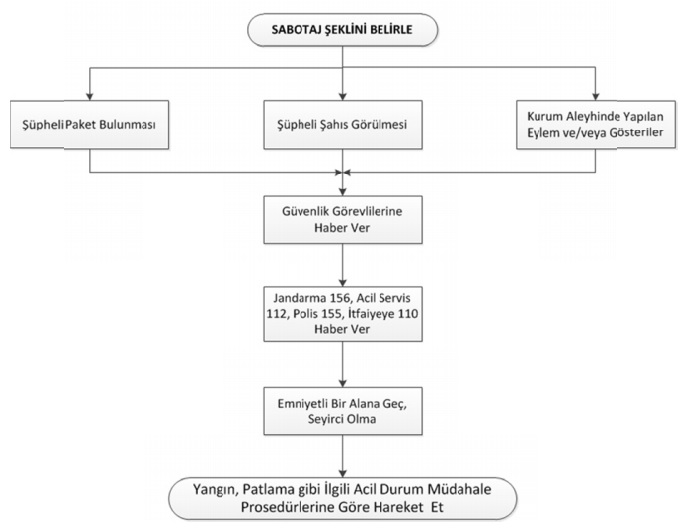 SABOTAJ ŞEKLİNİ BELİRLE
Şüpheli Paket Bulunması
Şüpheli Şahıs Görülmesi
Kurum Aleyhinde Yapılan
Eylem ve/veya Gösteriler
Güvenlik Görevlilerine
Haber Ver
Jandarma 156, Acil Servis
112, Polis 155, İtfaiyeye 110
Haber Ver
Emniyetli Bir Alana Geç,
Seyirci Olma
Yangın, Patlama gibi İlgili Acil Durum Müdahale
Prosedürlerine Göre Hareket Et